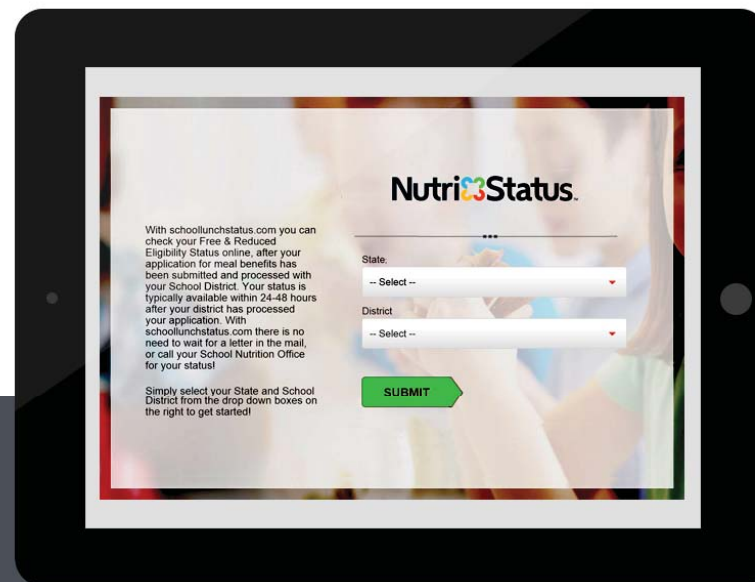 With schoollunchstatus.com you can
check your Free & Reduced
Eligibility Status online, after your
application for meal benefits has
been submitted and processed with
your School District. Your status is
typically available within 24-48 hours
after your district has processed
your application. With
schoollunchstatus.com there is no
need to wait for a letter in the mail,
or call your School Nutrition Office
for your status!
Simply select your State and School
District from the drop down boxes on
the right to get started!
NutriStatus
State:
-- Select --
District
-- Select --
SUBMIT